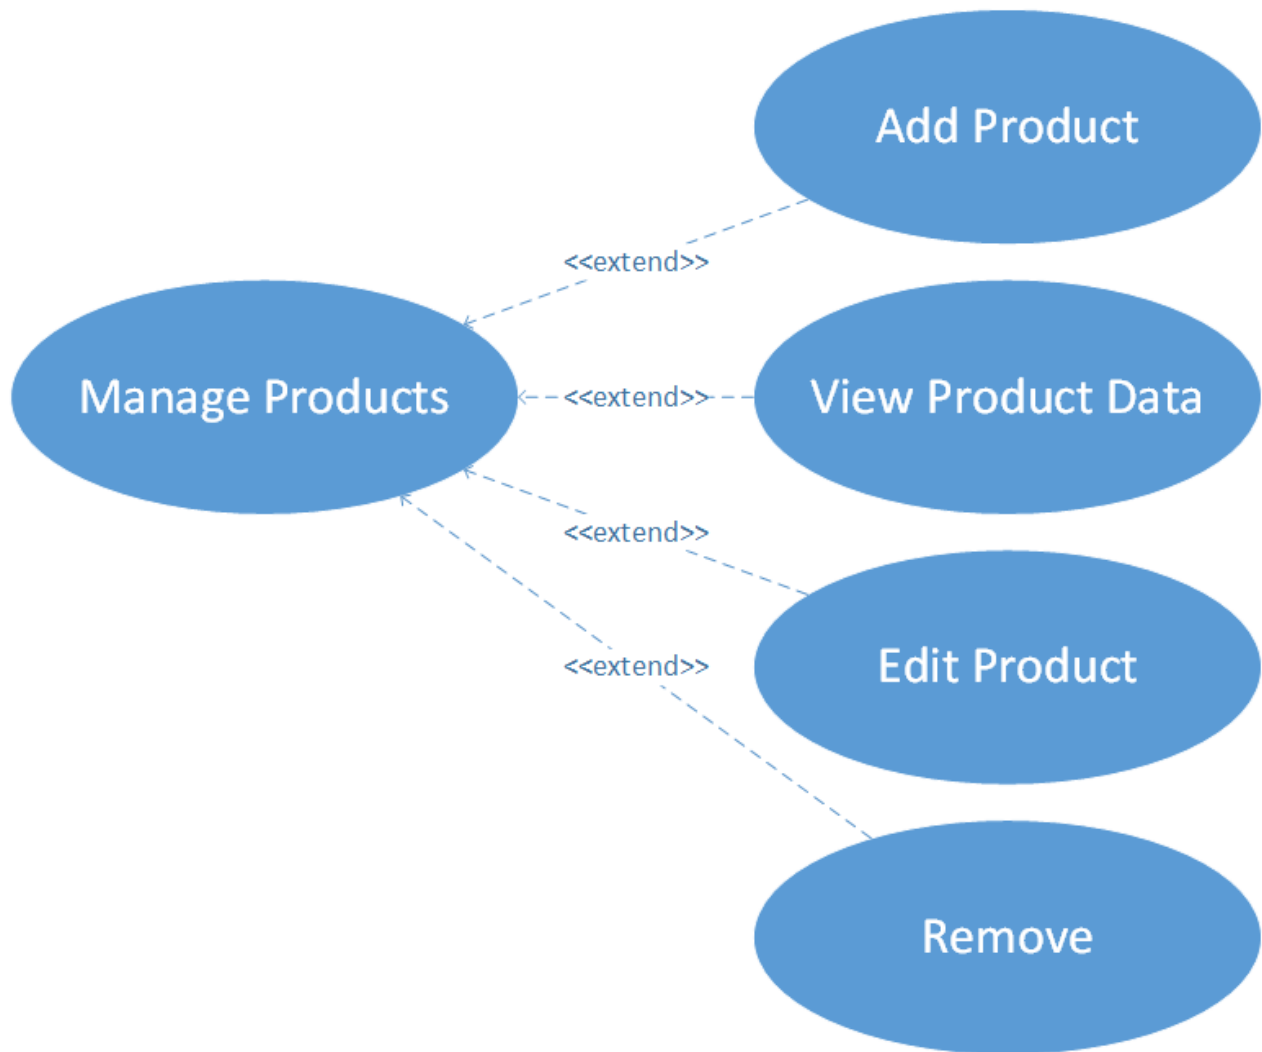 Add Product
<<extend>>
Manage Products
<<extend>>
View Product Data
<<extend>>
Edit Product
<<extend>>
Remove